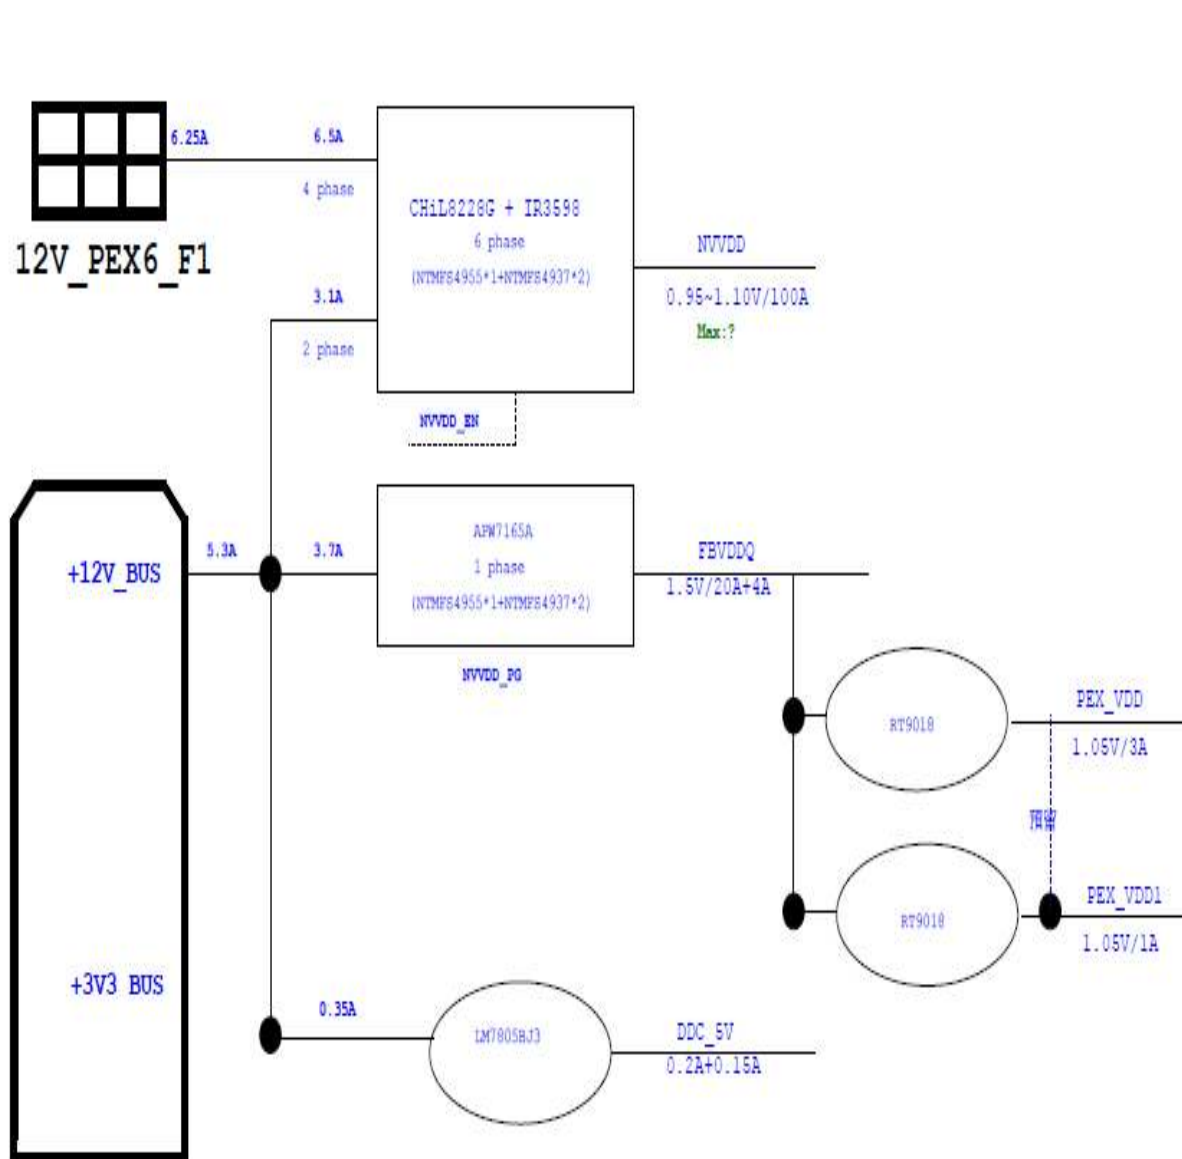 6.25A
6.5A
4 phase
12V_PEX6_F1
CHiL8228G + IR3598
6 phase
(NTMFS4955*1+NTMFS4937*2)
NVVDD
0.95~1.10V/100A
Max:?
3.1A
2 phase
NVVDD_EN
+12V_BUS
5.3A
3.7A
APW7165A
1 phase
(NTMFS4955*1+NTMFS4937*2)
NVVDD_PG
FBVDDQ
1.5V/20A+4A
RT9018
PEX_VDD
1.05V/3A
RT9018
PEX_VDD1
1.05V/1A
+3V3 BUS
0.35A
LM7805BJ3
DDC_5V
0.2A+0.15A